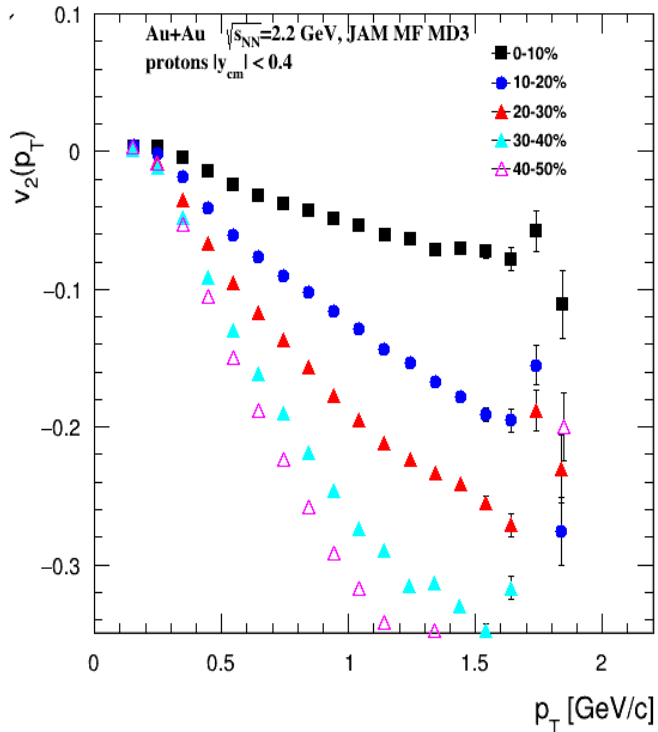 0.1
Au+Au √sNN=2.2 GeV, JAM MF MD3
protons |ycm| < 0.4
0-10%
10-20%
20-30%
30-40%
40-50%
0
−0.1
−0.2
−0.3
v2(pT)
0 0.5 1 1.5 2
pT [GeV/c]